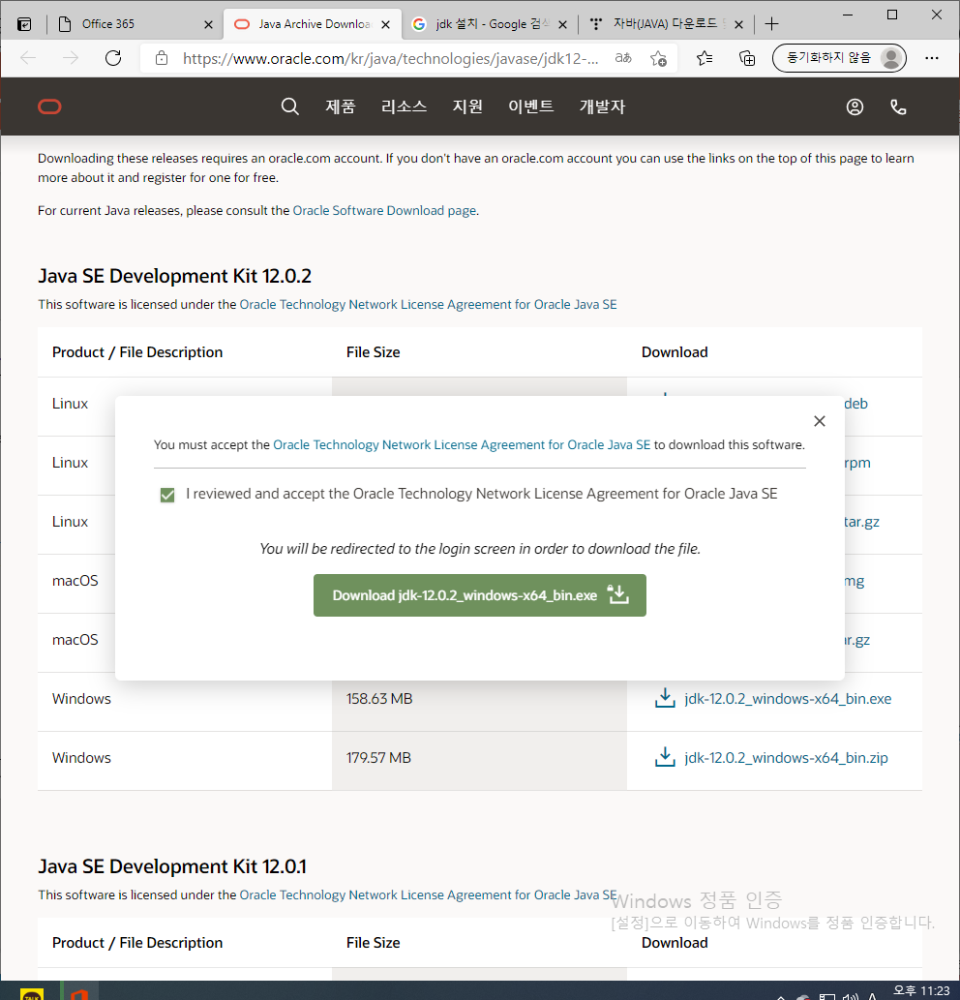 Office 365
Java Archive Downloa
jdk 설치 - Google 검색
자바(JAVA) 다운로드
https://www.oracle.com/kr/java/technologies/javase/jdk12-...
aあ
동기화하지 않음
제품 리소스 지원 이벤트 개발자
Downloading these releases requires an oracle.com account. If you don't have an oracle.com account you can use the links on the top of this page to learn
more about it and register for one for free.
For current Java releases, please consult the Oracle Software Download page.
Java SE Development Kit 12.0.2
This software is licensed under the Oracle Technology Network License Agreement for Oracle Java SE
Product / File Description File Size Download
Linux deb
You must accept the Oracle Technology Network License Agreement for Oracle Java SE to download this software.
Linux rpm
I reviewed and accept the Oracle Technology Network License Agreement for Oracle Java SE
Linux tar.gz
You will be redirected to the login screen in order to download the file.
macOS mg
Download jdk-12.0.2_windows-x64_bin.exe
macOS r.gz
Windows 158.63 MB jdk-12.0.2_windows-x64_bin.exe
Windows 179.57 MB jdk-12.0.2_windows-x64_bin.zip
Java SE Development Kit 12.0.1
This software is licensed under the Oracle Technology Network License Agreement for Oracle Java SE
Windows 정품 인증
[설정]으로 이동하여 Windows를 정품 인증합니다.
Product / File Description File Size Download
TALK
A
오후 11:23